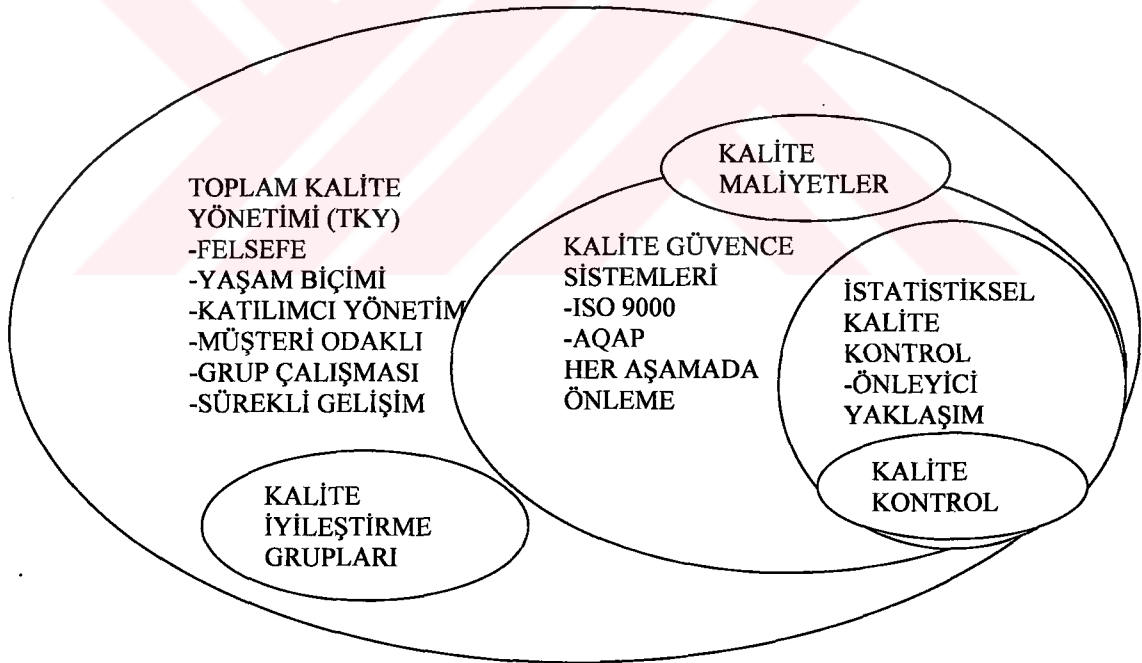 TOPLAM KALİTE
YÖNETİMİ (TKY)
-FELSEFE
-YAŞAM BİÇİMİ
-KATILIMCI YÖNETİM
-MÜŞTERİ ODAKLI
-GRUP ÇALIŞMASI
-SÜREKLİ GELİŞİM
KALİTE
İYİLEŞTİRME
GRUPLARI
KALİTE
MALİYETLER
KALİTE GÜVENCE
SİSTEMLERİ
-ISO 9000
-AQAP
HER AŞAMADA
ÖNLEME
İSTATİSTİKSEL
KALİTE
KONTROL
-ÖNLEYİCİ
YAKLAŞIM
KALİTE
KONTROL